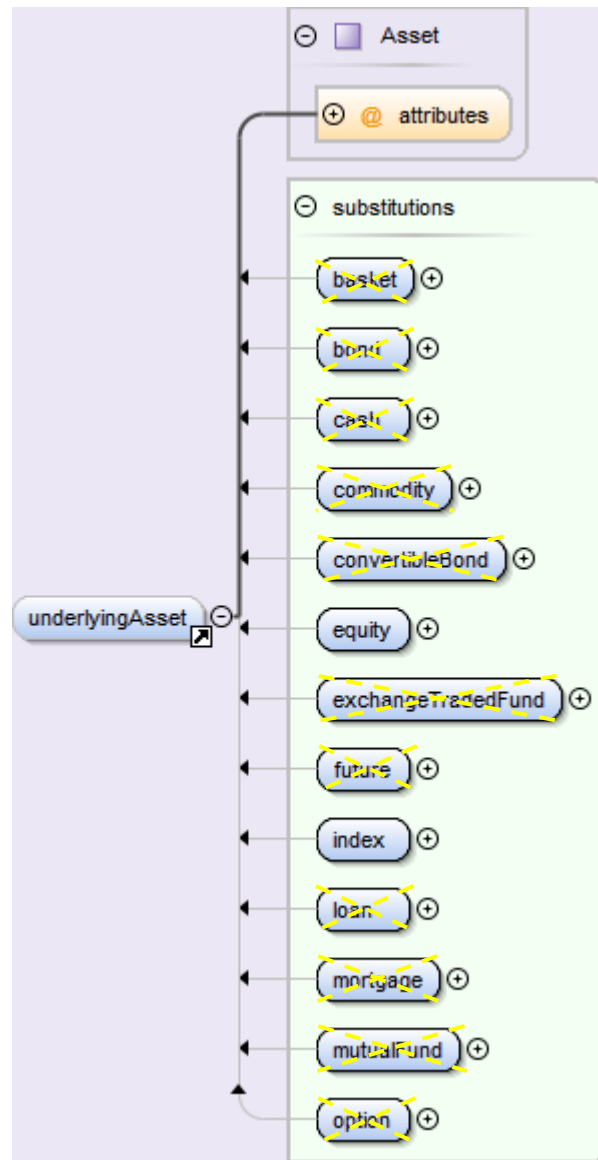 Asset
@ attributes
substitutions
basket
bond
cash
commodity
convertibleBond
underlyingAsset
equity
exchangeTradedFund
future
index
loan
mortgage
mutualFund
option